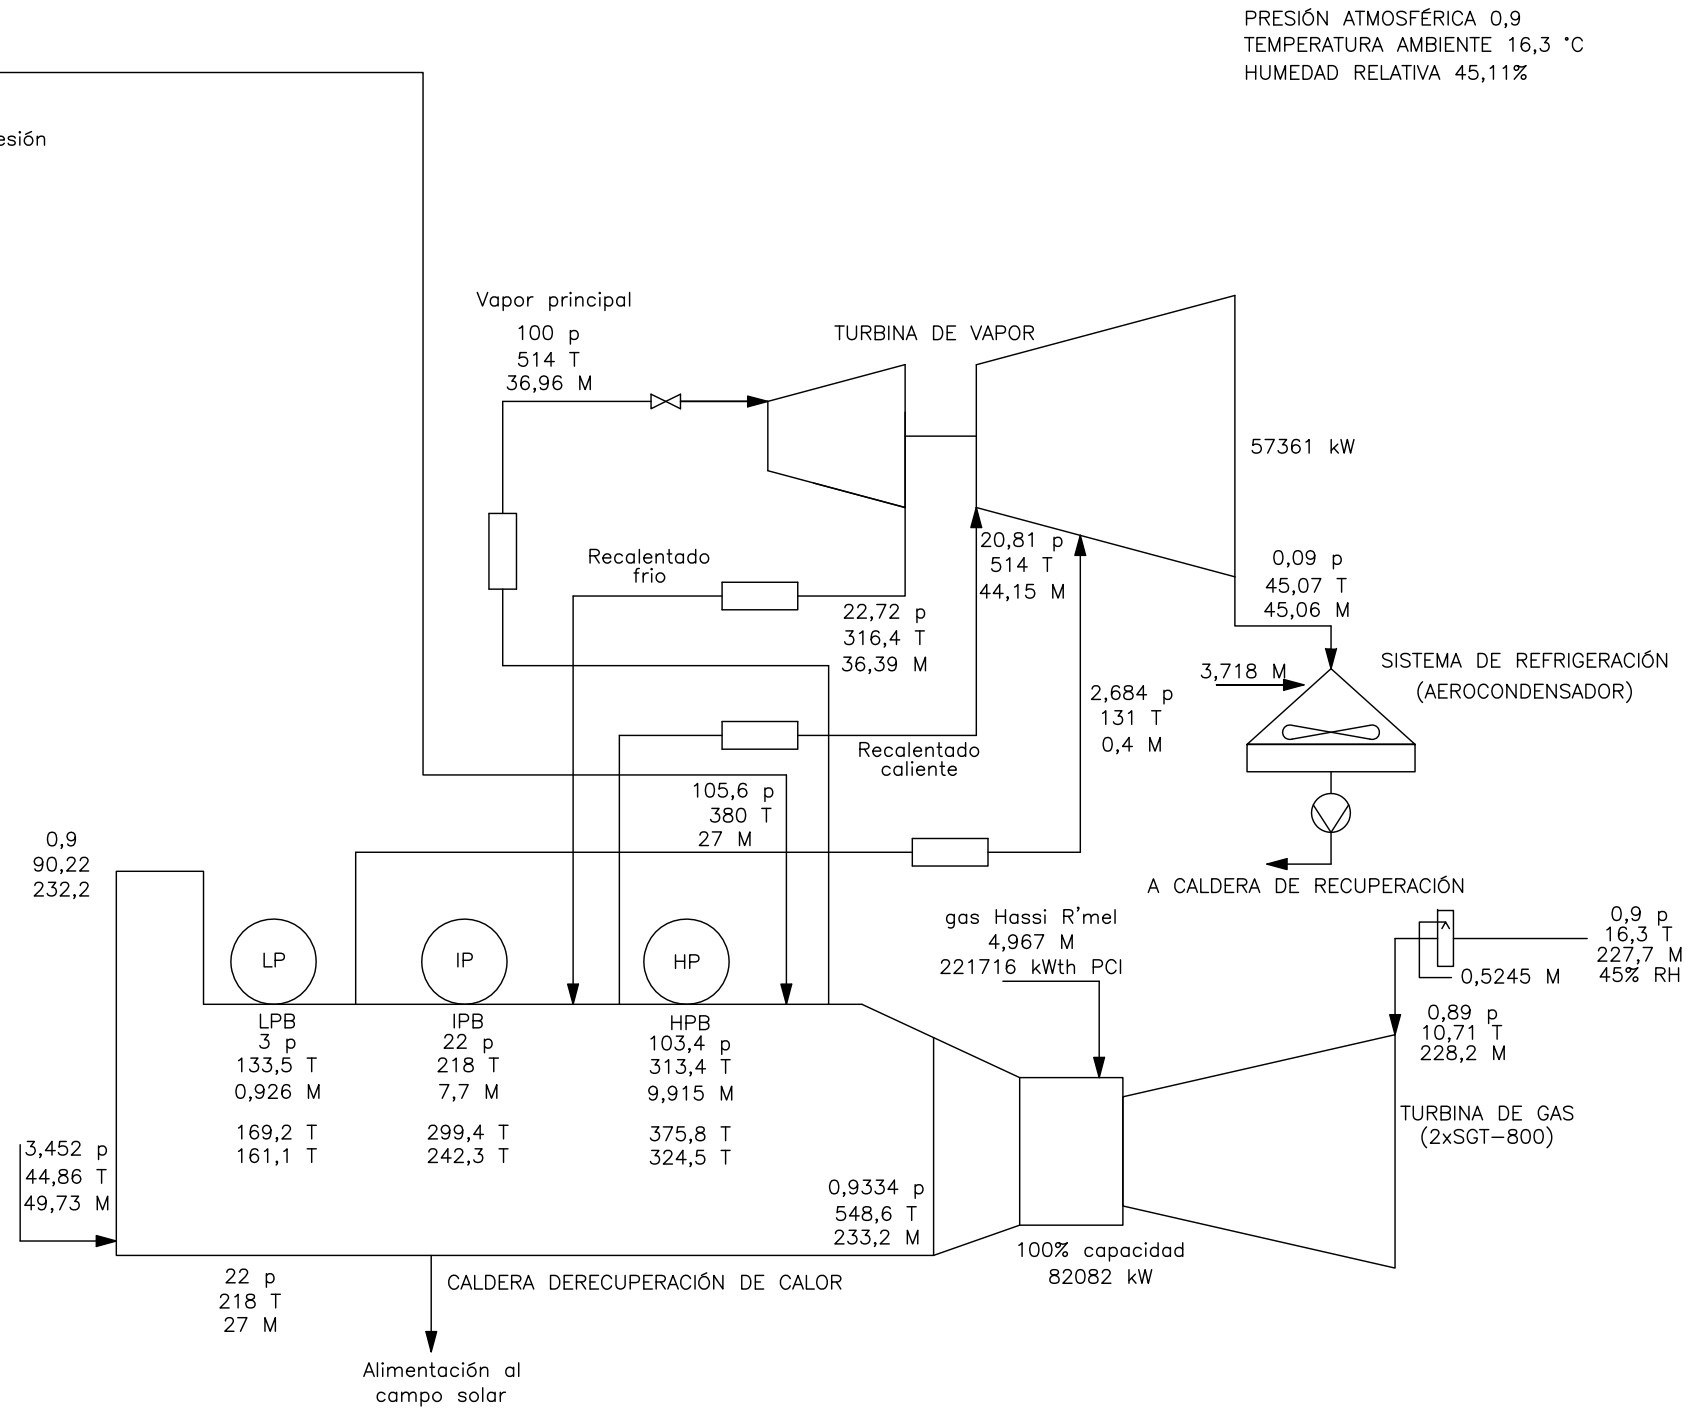 PRESIÓN ATMOSFÉRICA 0,9
TEMPERATURA AMBIENTE 16,3 °C
HUMEDAD RELATIVA 45,11%
esión
Vapor principal
100 p
514 T
36,96 M
TURBINA DE VAPOR
57361 kW
Recalentado
frio
22,72 p
316,4 T
36,39 M
20,81 p
514 T
44,15 M
0,09 p
45,07 T
45,06 M
3,718 M
SISTEMA DE REFRIGERACIÓN
(AEROCONDENSADOR)
2,684 p
131 T
0,4 M
Recalentado
caliente
105,6 p
380 T
27 M
A CALDERA DE RECUPERACIÓN
0,9
90,22
232,2
LP
IP
HP
gas Hassi R'mel
4,967 M
221716 kWth PCI
0,9 p
16,3 T
227,7 M
45% RH
0,5245 M
0,89 p
10,71 T
228,2 M
LPB
3 p
133,5 T
0,926 M
169,2 T
161,1 T
IPB
22 p
218 T
7,7 M
299,4 T
242,3 T
HPB
103,4 p
313,4 T
9,915 M
375,8 T
324,5 T
TURBINA DE GAS
(2xSGT-800)
3,452 p
44,86 T
49,73 M
0,9334 p
548,6 T
233,2 M
100% capacidad
82082 kW
22 p
218 T
27 M
CALDERA DERECUPERACIÓN DE CALOR
Alimentación al
campo solar